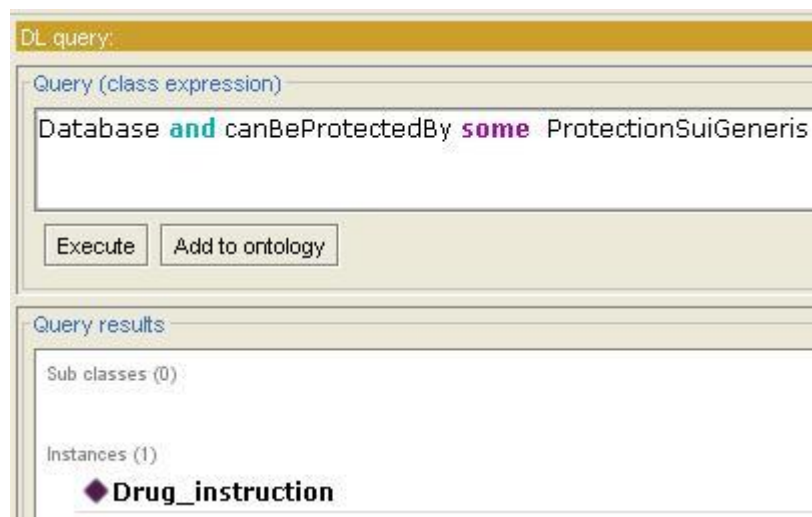 DL query:
Query (class expression)
Database and canBeProtectedBy some ProtectionSuiGeneris
Execute Add to ontology
Query results
Sub classes (0)
Instances (1)
Drug_instruction